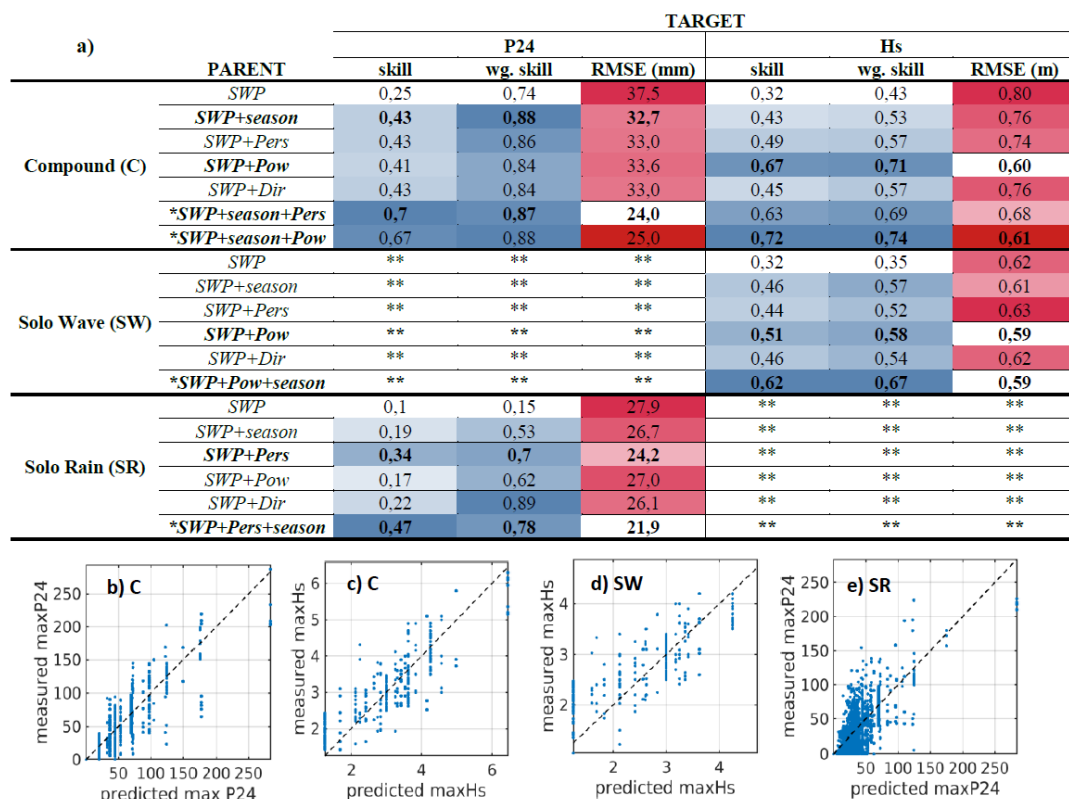 TARGET
a) P24 Hs
PARENT skill wg. skill RMSE (mm) skill wg. skill RMSE (m)
SWP 0,25 0,74 37,5 0,32 0,43 0,80
SWP+season 0,43 0,88 32,7 0,43 0,53 0,76
SWP+Pers 0,43 0,86 33,0 0,49 0,57 0,74
Compound (C) SWP+Pow 0,41 0,84 33,6 0,67 0,71 0,60
SWP+Dir 0,43 0,84 33,0 0,45 0,57 0,76
*SWP+season+Pers 0,7 0,87 24,0 0,63 0,69 0,68
*SWP+season+Pow 0,67 0,88 25,0 0,72 0,74 0,61
SWP ** ** ** 0,32 0,35 0,62
SWP+season ** ** ** 0,46 0,57 0,61
Solo Wave (SW) SWP+Pers ** ** ** 0,44 0,52 0,63
SWP+Pow ** ** ** 0,51 0,58 0,59
SWP+Dir ** ** ** 0,46 0,54 0,62
*SWP+Pow+season ** ** ** 0,62 0,67 0,59
SWP 0,1 0,15 27,9 ** ** **
SWP+season 0,19 0,53 26,7 ** ** **
Solo Rain (SR) SWP+Pers 0,34 0,7 24,2 ** ** **
SWP+Pow 0,17 0,62 27,0 ** ** **
SWP+Dir 0,22 0,89 26,1 ** ** **
*SWP+Pers+season 0,47 0,78 21,9 ** ** **
b) C
measured maxP24
250
200
150
100
50
0
50 100 150 200 250
predicted max P24
c) C
measured maxHs
6
5
4
3
2
2 4 6
predicted maxHs
d) SW
measured maxHs
4
3
2
2 3 4
predicted maxHs
e) SR
measured maxP24
250
200
150
100
50
0
50 100 150 200 250
predicted maxP24